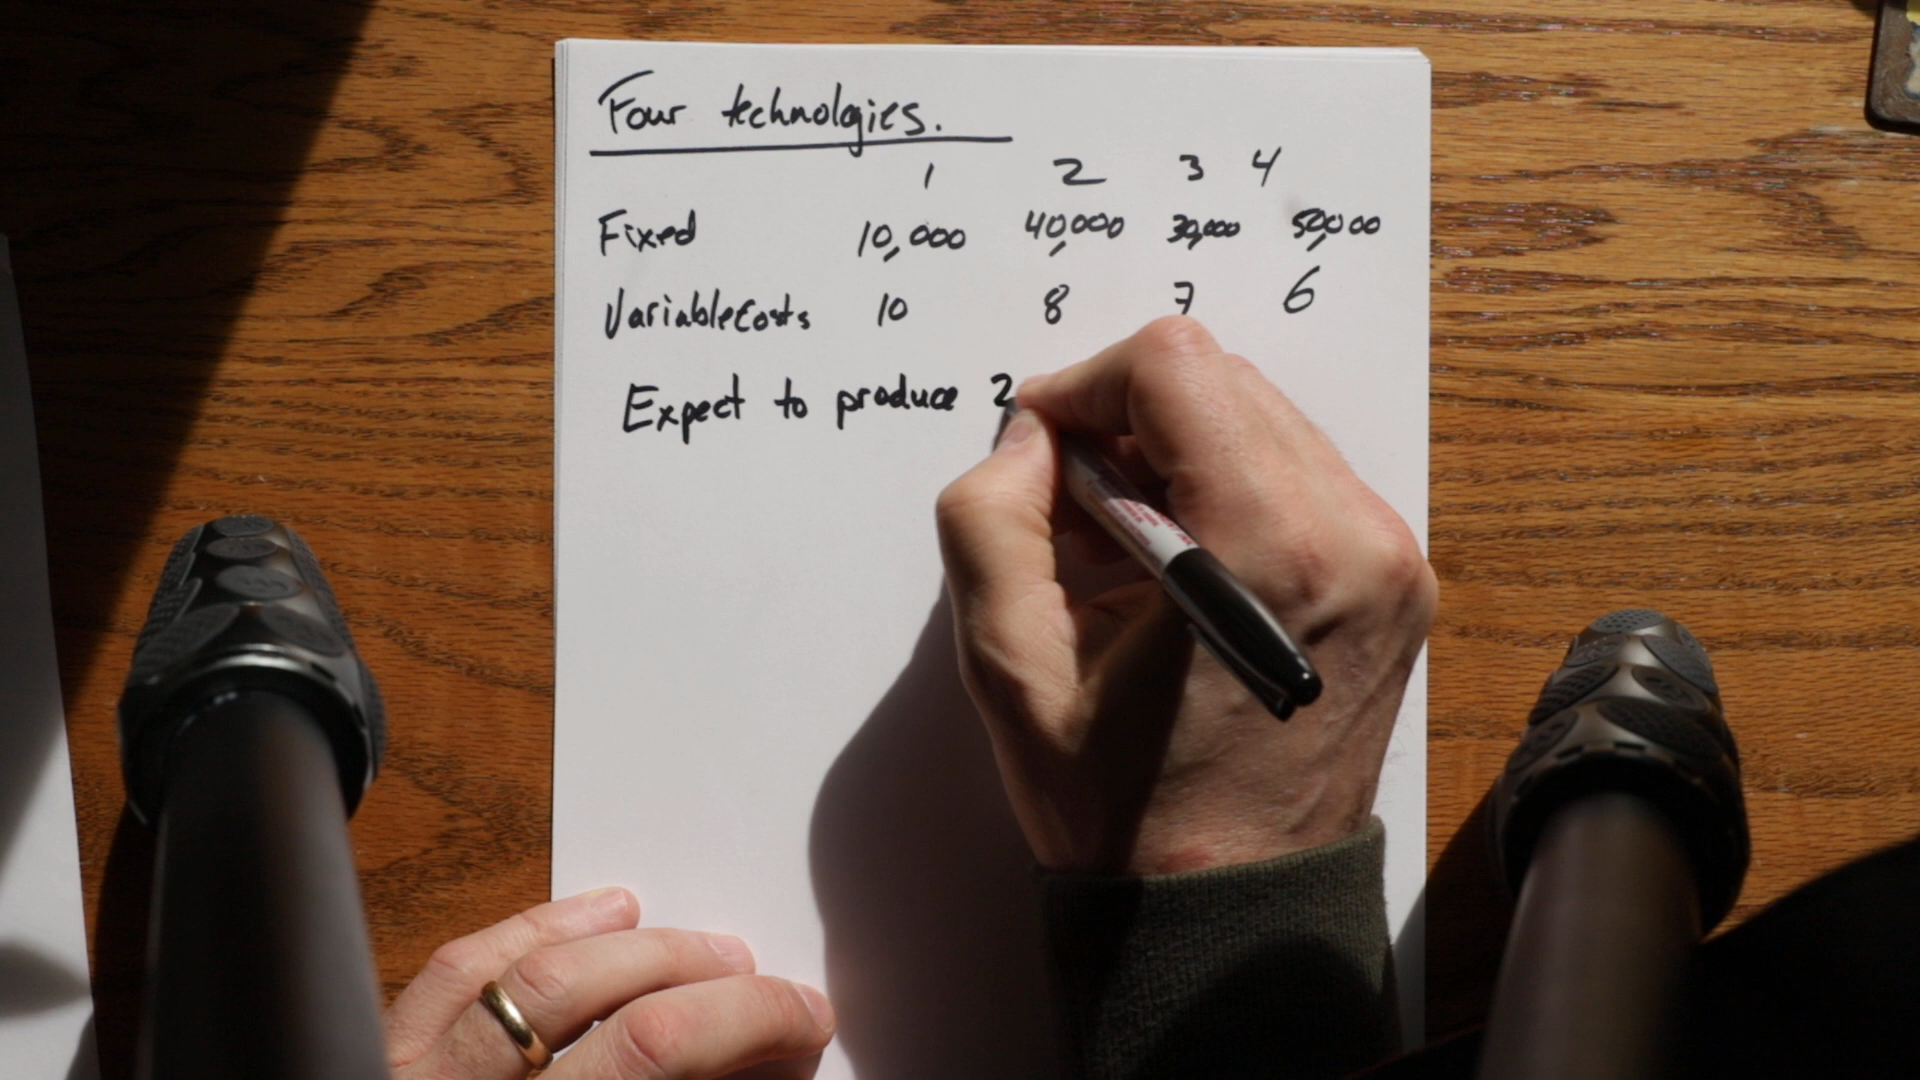 Four technologies.
1 2 3 4
Fixed 10,000 40,000 30,000 50,000
Variable Costs 10 8 7 6
Expect to produce 2